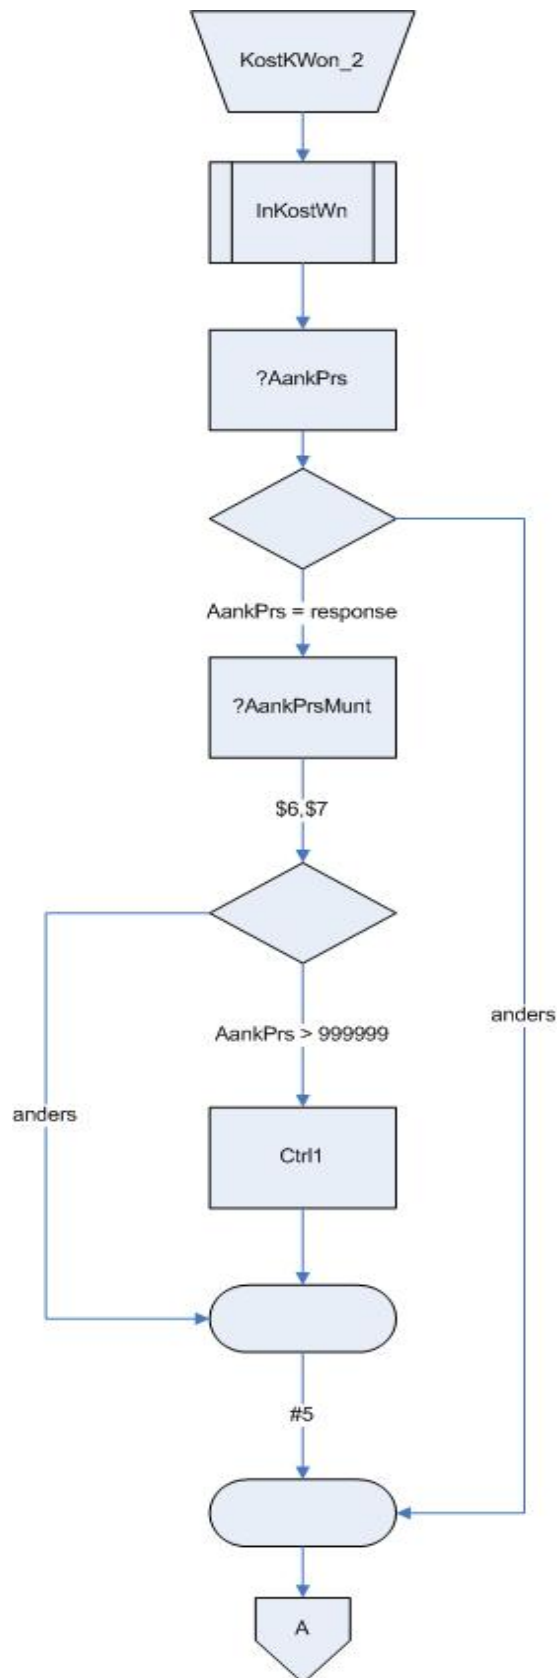 KostKWon_2
InKostWn
?AankPrs
AankPrs = response
?AankPrsMunt
$6,$7
AankPrs > 999999
anders
anders
Ctrl1
#5
A